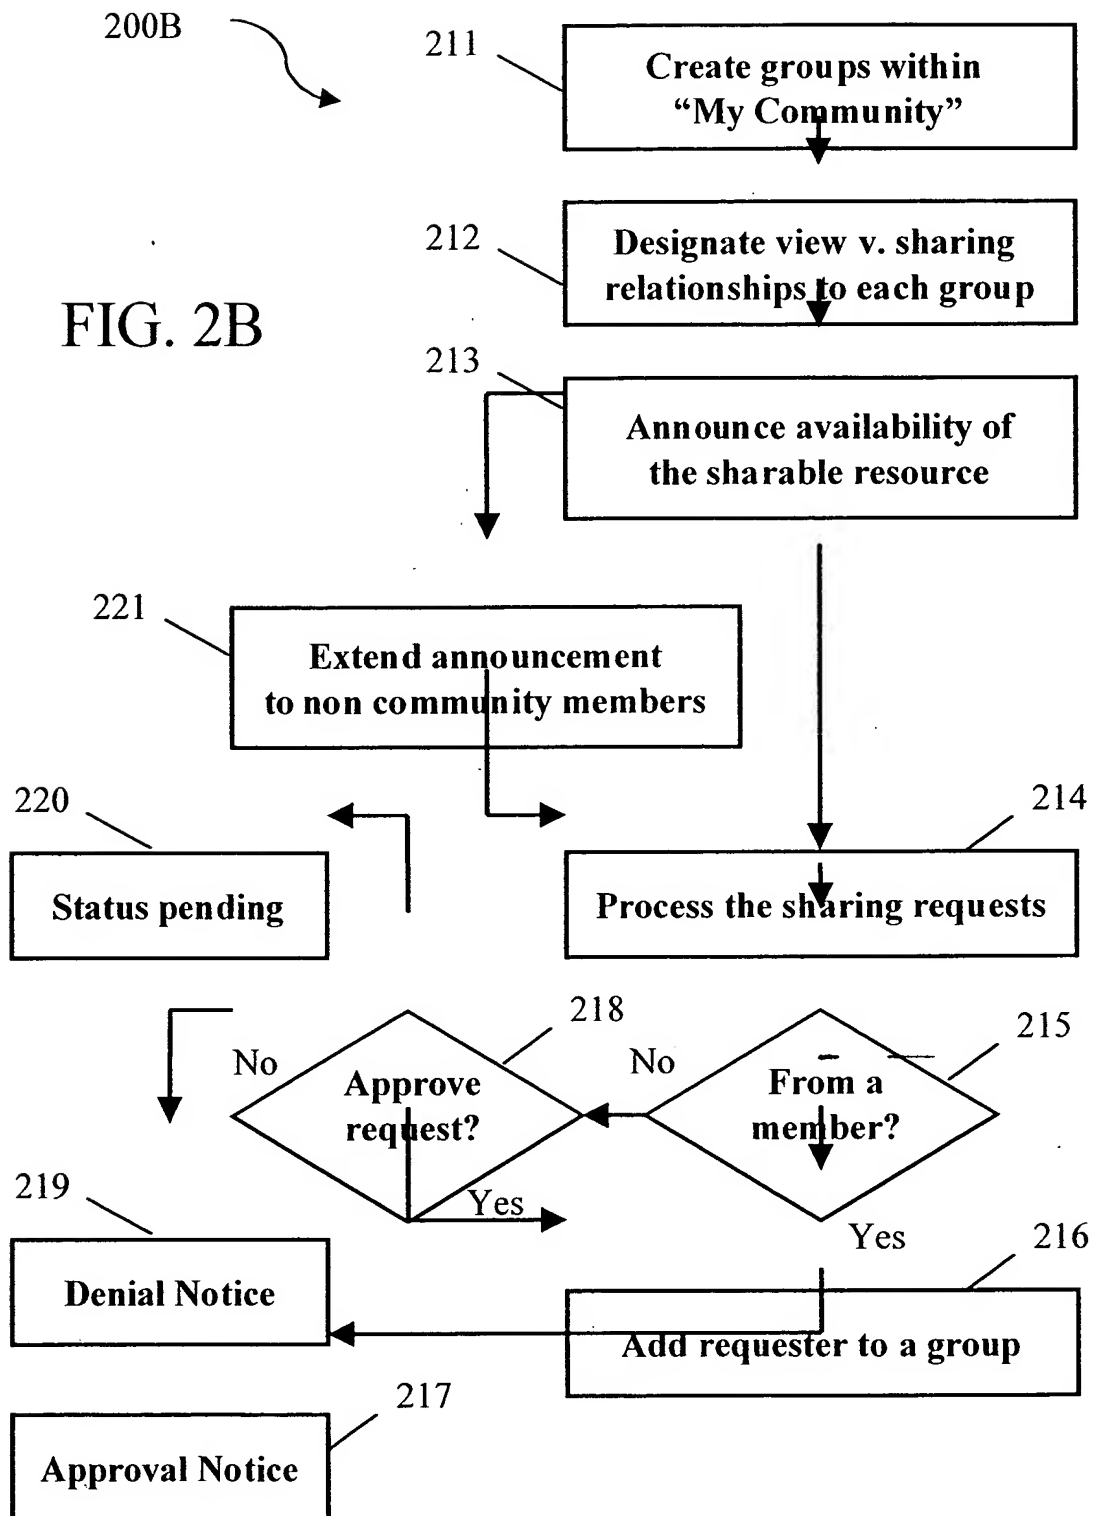 200B
211
Create groups within
“My Community”
212
Designate view v. sharing
relationships to each group
FIG. 2B
213
Announce availability of
the sharable resource
221
Extend announcement
to non community members
220
Status pending
214
Process the sharing requests
218
No
Approve
request?
Yes
215
No
From a
member?
Yes
219
Denial Notice
216
Add requester to a group
217
Approval Notice